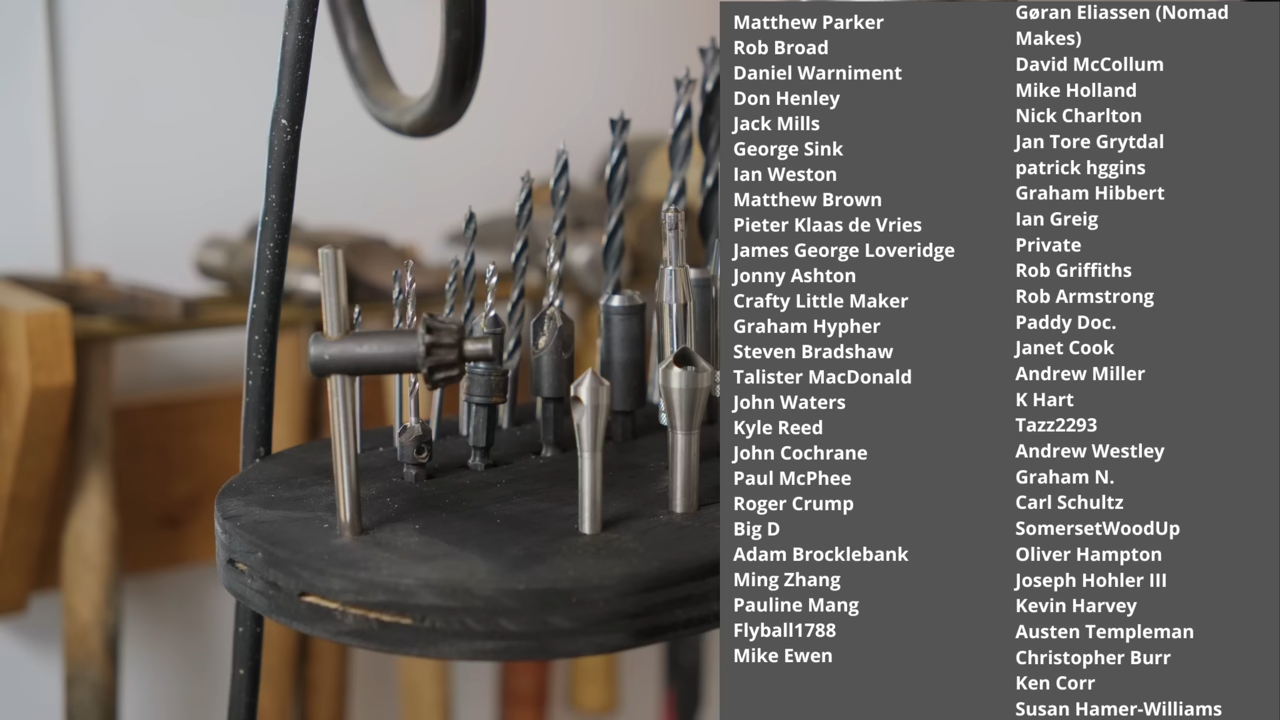 Matthew Parker
Rob Broad
Daniel Warniment
Don Henley
Jack Mills
George Sink
Ian Weston
Matthew Brown
Pieter Klaas de Vries
James George Loveridge
Jonny Ashton
Crafty Little Maker
Graham Hypher
Steven Bradshaw
Talister MacDonald
John Waters
Kyle Reed
John Cochrane
Paul McPhee
Roger Crump
Big D
Adam Brocklebank
Ming Zhang
Pauline Mang
Flyball1788
Mike Ewen
Gøran Eliassen (Nomad
Makes)
David McCollum
Mike Holland
Nick Charlton
Jan Tore Grytdal
patrick hggins
Graham Hibbert
Ian Greig
Private
Rob Griffiths
Rob Armstrong
Paddy Doc.
Janet Cook
Andrew Miller
K Hart
Tazz2293
Andrew Westley
Graham N.
Carl Schultz
SomersetWoodUp
Oliver Hampton
Joseph Hohler III
Kevin Harvey
Austen Templeman
Christopher Burr
Ken Corr
Susan Hamer-Williams